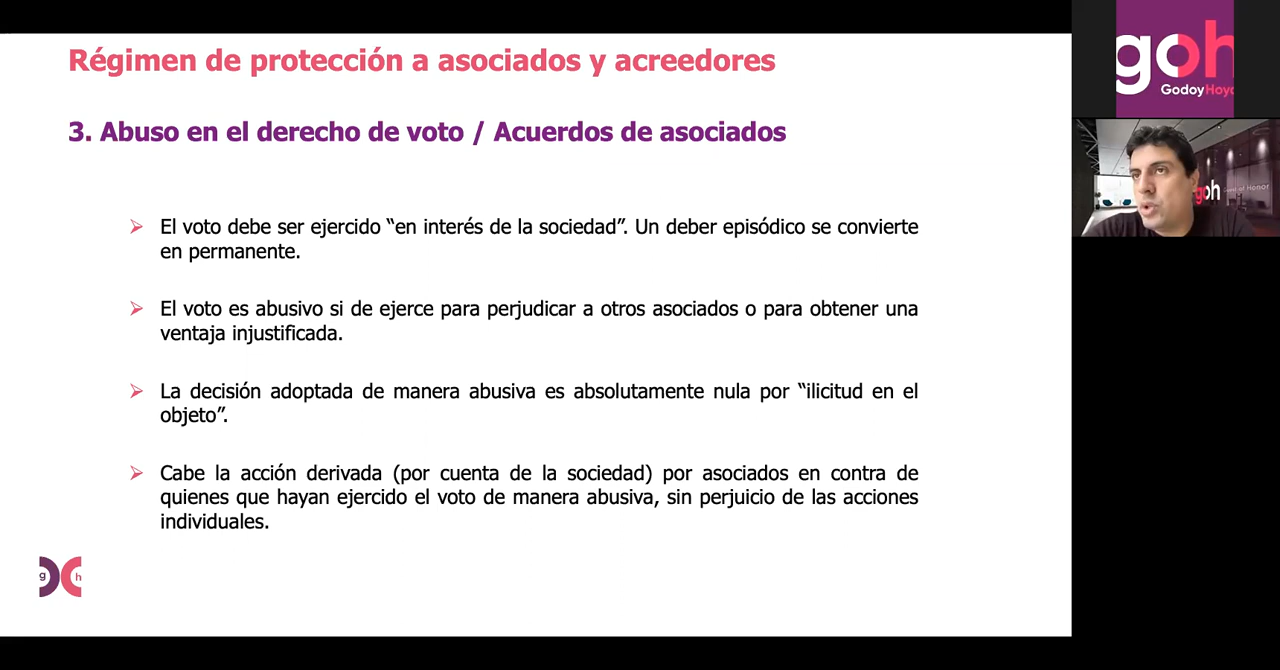 Régimen de protección a asociados y acreedores
3. Abuso en el derecho de voto / Acuerdos de asociados
El voto debe ser ejercido “en interés de la sociedad”. Un deber episódico se convierte
en permanente.
El voto es abusivo si de ejerce para perjudicar a otros asociados o para obtener una
ventaja injustificada.
La decisión adoptada de manera abusiva es absolutamente nula por “ilicitud en el
objeto”.
Cabe la acción derivada (por cuenta de la sociedad) por asociados en contra de
quienes que hayan ejercido el voto de manera abusiva, sin perjuicio de las acciones
individuales.
g h
goh
GodoyHoyo
goh
of Honor